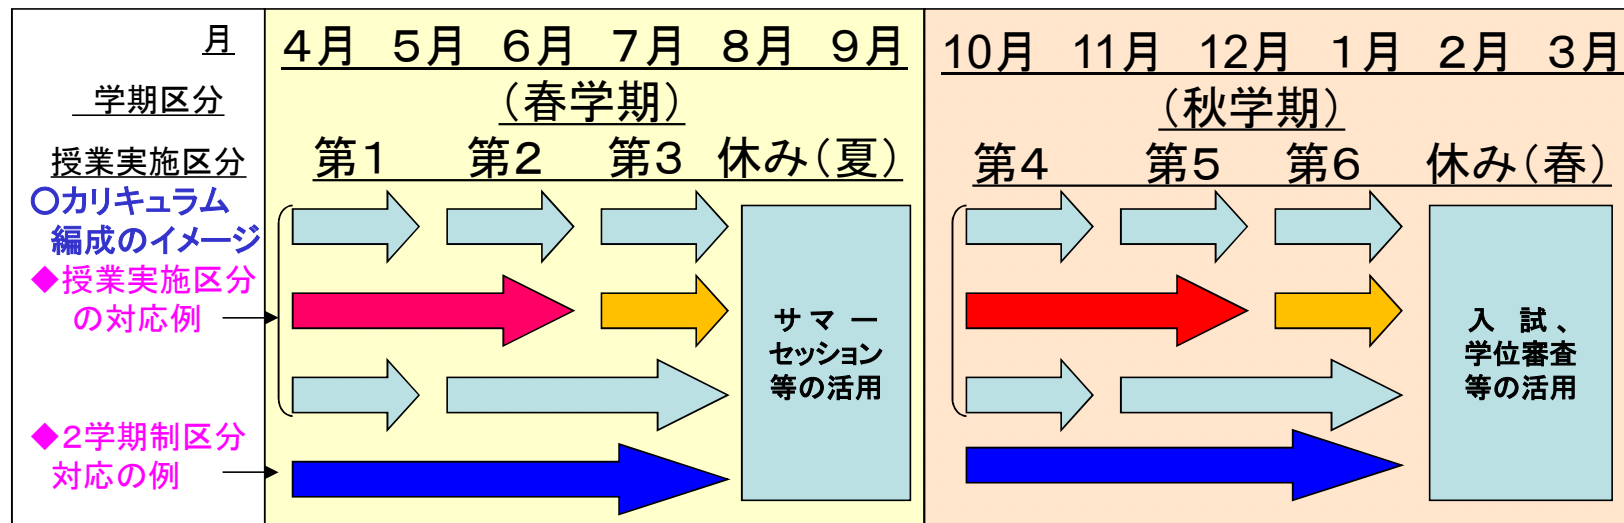 月
4月 5月 6月 7月 8月 9月
10月 11月 12月 1月 2月 3月
学期区分
(春学期)
(秋学期)
授業実施区分
第1 第2 第3 休み(夏)
第4 第5 第6 休み(春)
○カリキュラム
編成のイメージ
◆授業実施区分
の対応例
◆2学期制区分
対応の例
サマー
セッション
等の活用
入試、
学位審査
等の活用